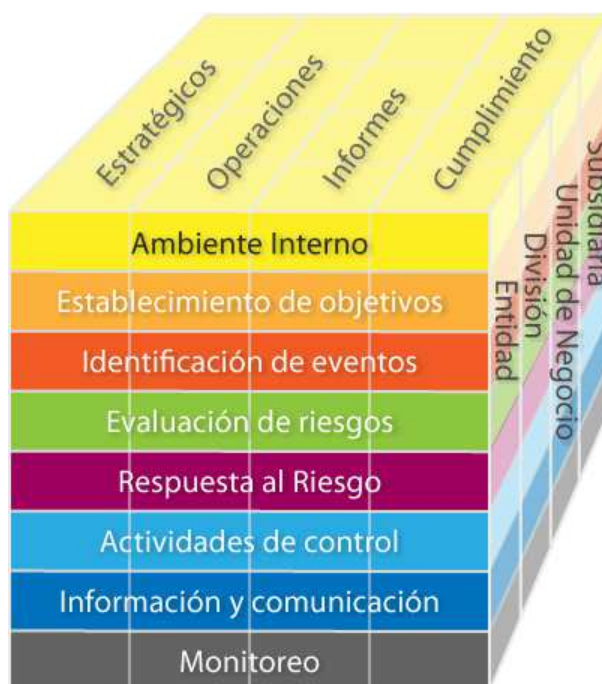 Estratégicos
Operaciones
Informes
Cumplimiento
Ambiente Interno
Establecimiento de objetivos
Identificación de eventos
Evaluación de riesgos
Respuesta al Riesgo
Actividades de control
Información y comunicación
Monitoreo
Entidad
División
Unidad de Negocio
Subsidiaria